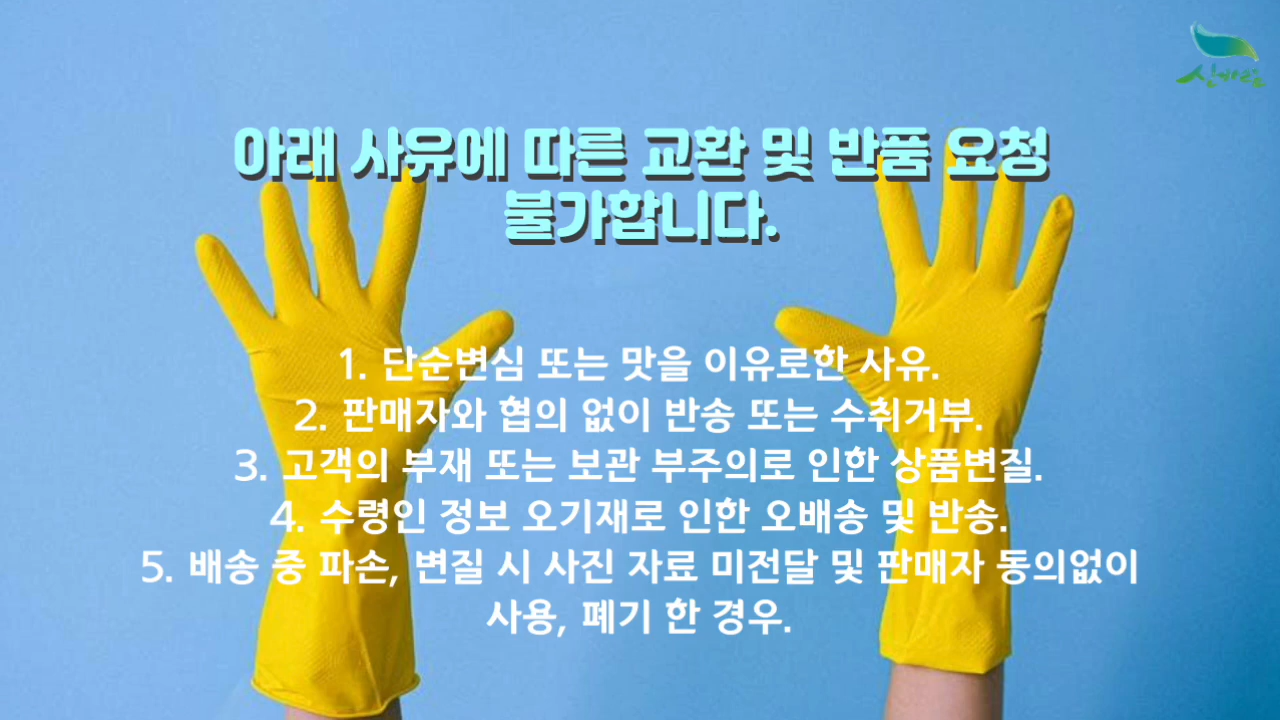 신바람
아래 사유에 따른 교환 및 반품 요청
불가합니다.
1. 단순변심 또는 맛을 이유로한 사유.
2. 판매자와 협의 없이 반송 또는 수취거부.
3. 고객의 부재 또는 보관 부주의로 인한 상품변질.
4. 수령인 정보 오기재로 인한 오배송 및 반송.
5. 배송 중 파손, 변질 시 사진 자료 미전달 및 판매자 동의없이
사용, 폐기 한 경우.